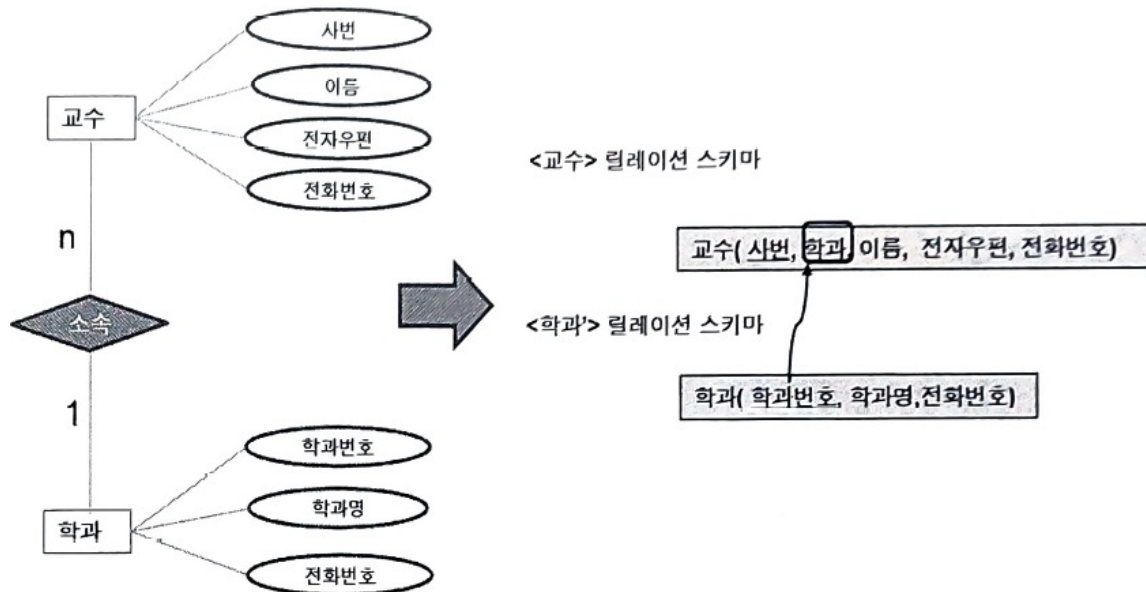 사번
이듬
교수
전자우편
전화번호
n
소속
1
학과번호
학과명
학과
전화번호
<교수> 릴레이션 스키마
교수( 사번, 학과, 이름, 전자우편, 전화번호)
<학과'> 릴레이션 스키마
학과( 학과번호, 학과명,전화번호)